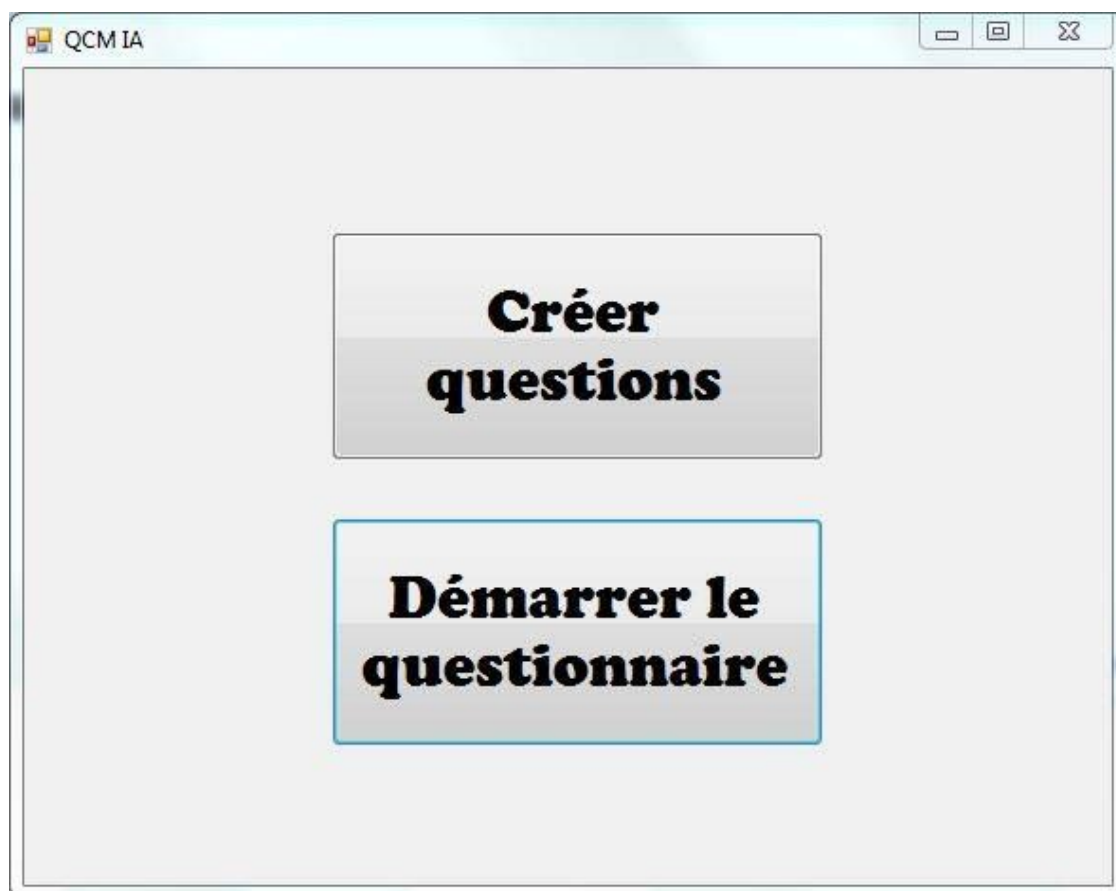 QCM IA
Créer
questions
Démarrer le
questionnaire